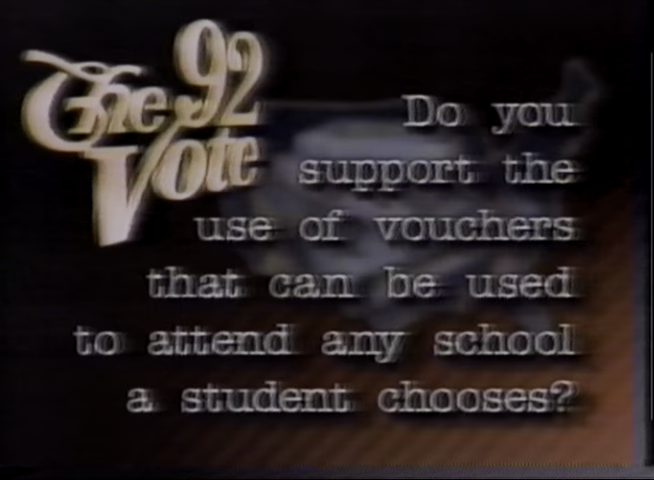 The 92
Vote
Do you
support the
use of vouchers
that can be used
to attend any school
a student chooses?